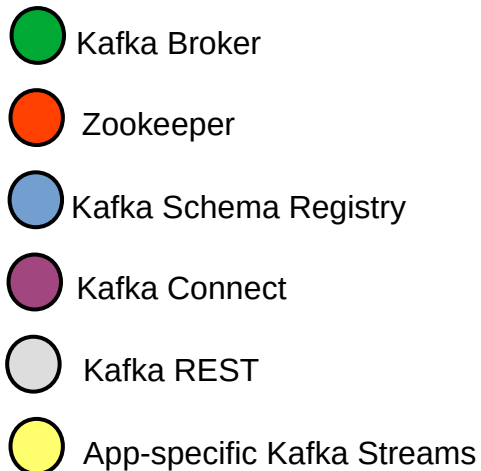 Kafka Broker
Zookeeper
Kafka Schema Registry
Kafka Connect
Kafka REST
App-specific Kafka Streams